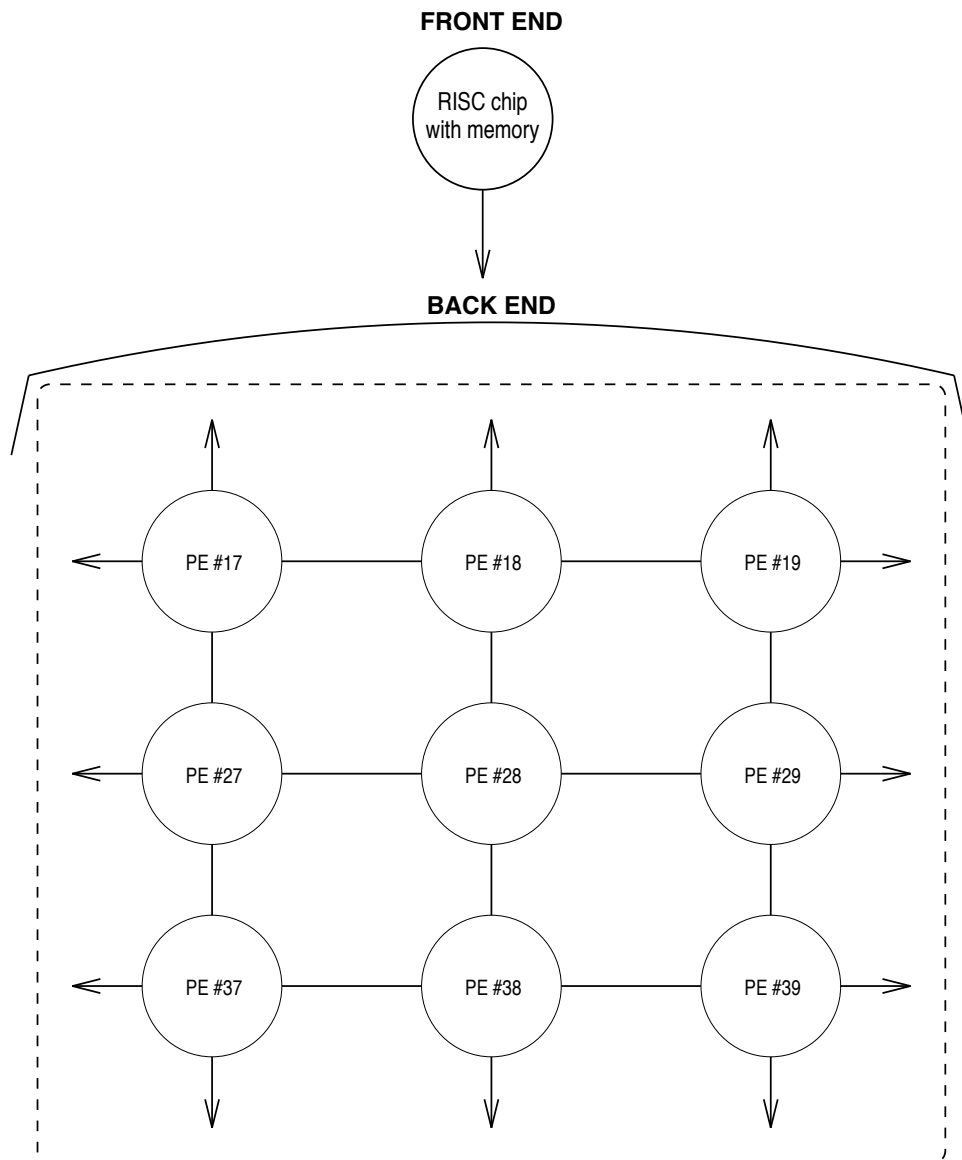 FRONT END
RISC chip
with memory
BACK END
PE #17
PE #18
PE #19
PE #27
PE #28
PE #29
PE #37
PE #38
PE #39